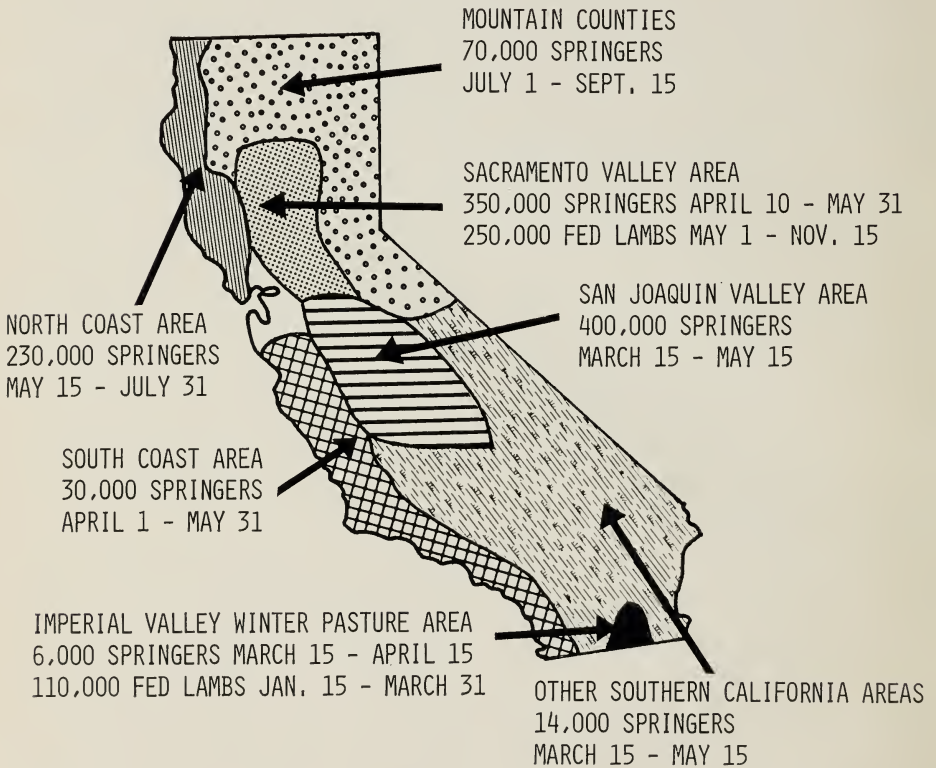 MOUNTAIN COUNTIES
70,000 SPRINGERS
JULY 1 - SEPT. 15
SACRAMENTO VALLEY AREA
350,000 SPRINGERS APRIL 10 - MAY 31
250,000 FED LAMBS MAY 1 - NOV. 15
SAN JOAQUIN VALLEY AREA
400,000 SPRINGERS
MARCH 15 - MAY 15
NORTH COAST AREA
230,000 SPRINGERS
MAY 15 - JULY 31
SOUTH COAST AREA
30,000 SPRINGERS
APRIL 1 - MAY 31
IMPERIAL VALLEY WINTER PASTURE AREA
6,000 SPRINGERS MARCH 15 - APRIL 15
110,000 FED LAMBS JAN. 15 - MARCH 31
OTHER SOUTHERN CALIFORNIA AREAS
14,000 SPRINGERS
MARCH 15 - MAY 15